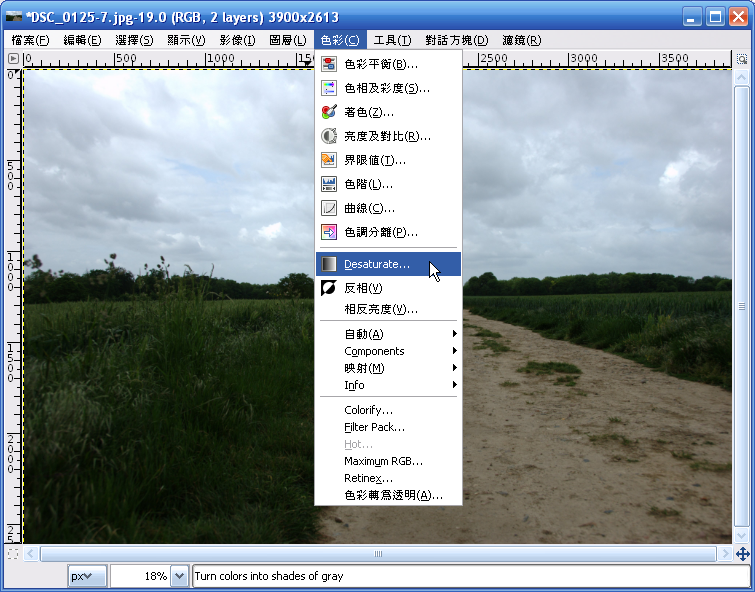 *DSC_0125-7.jpg-19.0 (RGB, 2 layers) 3900x2613
檔案(F) 編輯(E) 選擇(S) 顯示(V) 影像(I) 圖層(L) 色彩(C) 工具(T) 對話方塊(D) 濾鏡(R)
0 500 1000 2500 3000 3500
色彩平衡(B)...
色相及彩度(S)...
著色(Z)...
亮度及對比(R)...
界限值(T)...
色階(L)...
曲線(C)...
色調分離(P)...
Desaturate...
反相(V)
相反亮度(V)...
自動(A)
Components
映射(M)
Info
Colorify...
Filter Pack...
Hot...
Maximum RGB...
Retinex...
色彩轉為透明(A)...
0
500
1000
1500
2000
px 18% Turn colors into shades of gray